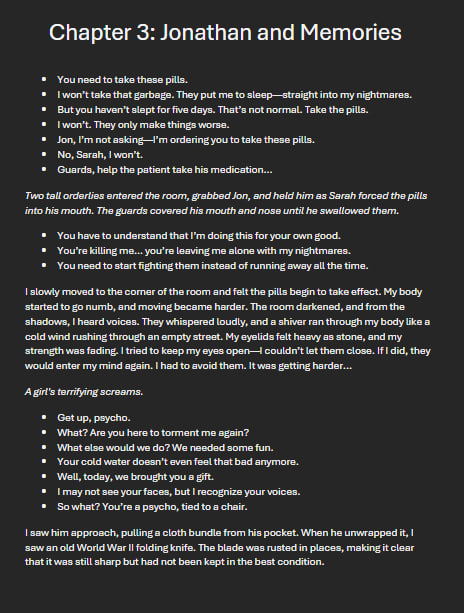 Chapter 3: Jonathan and Memories
• You need to take these pills.
• I won't take that garbage. They put me to sleep—straight into my nightmares.
• But you haven't slept for five days. That's not normal. Take the pills.
• I won't. They only make things worse.
• Jon, I'm not asking—I'm ordering you to take these pills.
• No, Sarah, I won't.
• Guards, help the patient take his medication...
Two tall orderlies entered the room, grabbed Jon, and held him as Sarah forced the pills
into his mouth. The guards covered his mouth and nose until he swallowed them.
• You have to understand that I'm doing this for your own good.
• You're killing me... you're leaving me alone with my nightmares.
• You need to start fighting them instead of running away all the time.
I slowly moved to the corner of the room and felt the pills begin to take effect. My body
started to go numb, and moving became harder. The room darkened, and from the
shadows, I heard voices. They whispered loudly, and a shiver ran through my body like a
cold wind rushing through an empty street. My eyelids felt heavy as stone, and my
strength was fading. I tried to keep my eyes open—I couldn't let them close. If I did, they
would enter my mind again. I had to avoid them. It was getting harder...
A girl's terrifying screams.
• Get up, psycho.
• What? Are you here to torment me again?
• What else would we do? We needed some fun.
• Your cold water doesn't even feel that bad anymore.
• Well, today, we brought you a gift.
• I may not see your faces, but I recognize your voices.
• So what? You're a psycho, tied to a chair.
I saw him approach, pulling a cloth bundle from his pocket. When he unwrapped it, I
saw an old World War II folding knife. The blade was rusted in places, making it clear
that it was still sharp but had not been kept in the best condition.